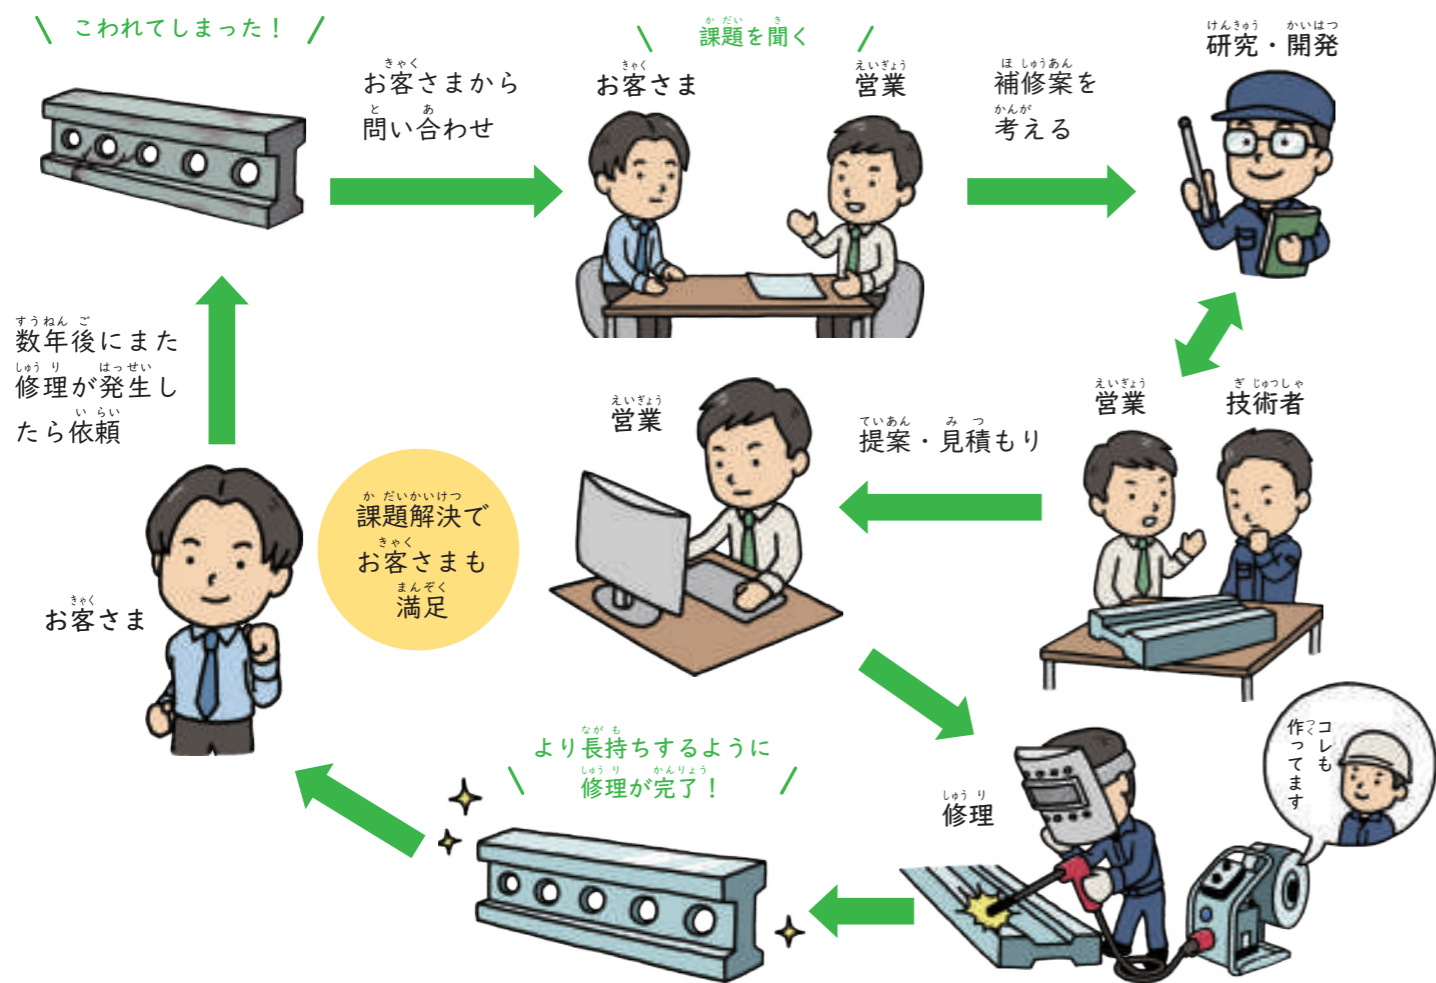 こわれてしまった！
お客さまから
問い合わせ
課題を聞く
お客さま
営業
補修案を
考える
研究・開発
営業
技術者
提案・見積もり
営業
修理
コレも
作ってます
より長持ちするように
修理が完了！
お客さま
課題解決で
お客さまも
満足
数年後にまた
修理が発生し
たら依頼